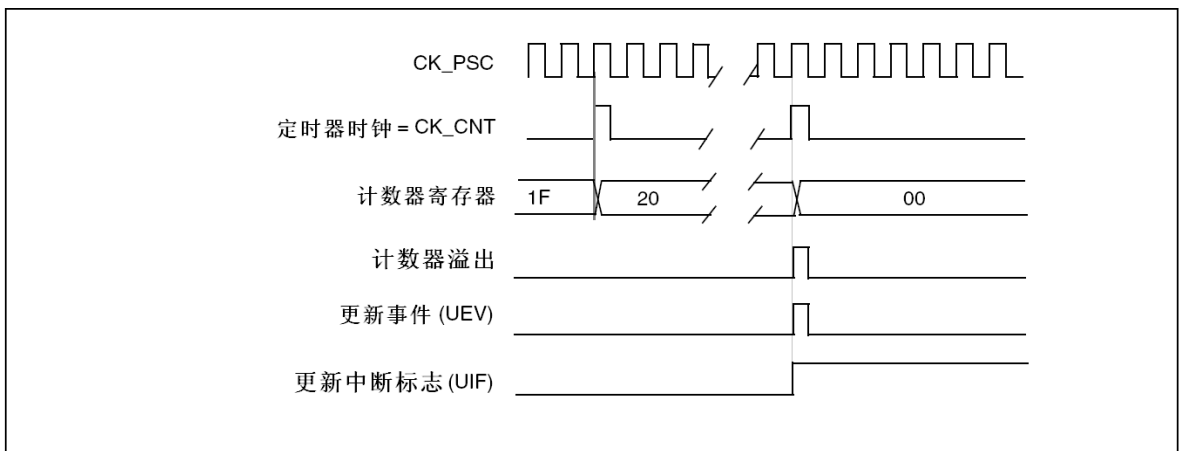 CK_PSC
定时器时钟 = CK_CNT
计数器寄存器 1F 20 00
计数器溢出
更新事件 (UEV)
更新中断标志 (UIF)